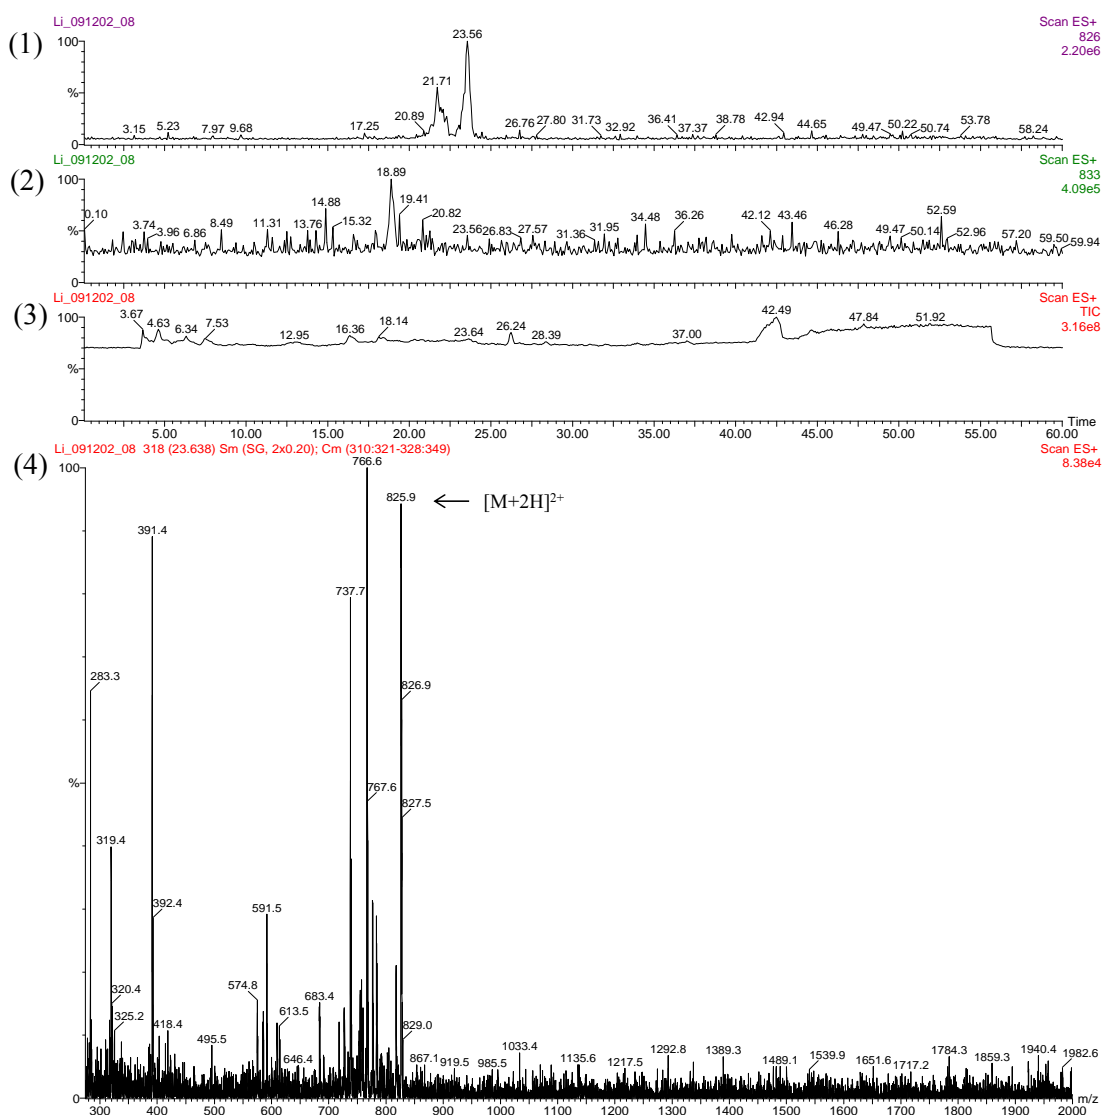 Li_091202_08 Scan ES+
(1) 100 826
2.20e6
23.56
21.71
%
20.89
3.15 5.23 7.97 9.68 17.25 26.76 27.80 31.73 32.92 36.41 37.37 38.78 42.94 44.65 49.47 50.22 50.74 53.78 58.24
0
Li_091202_08 Scan ES+
(2) 100 833
4.09e5
18.89
14.88 19.41
0.10 3.74 3.96 6.86 8.49 11.31 13.76 15.32 20.82 23.56 26.83 27.57 31.36 31.95 34.48 36.26 42.12 43.46 46.28 49.47 50.14 52.59 52.96 57.20 59.50 59.94
%
0
Li_091202_08 Scan ES+
(3) 100 TIC
3.16e8
3.67 4.63 6.34 7.53 12.95 16.36 18.14 23.64 26.24 28.39 37.00 42.49 47.84 51.92
%
0 Time
5.00 10.00 15.00 20.00 25.00 30.00 35.00 40.00 45.00 50.00 55.00 60.00
Li_091202_08 318 (23.638) Sm (SG, 2x0.20); Cm (310:321-328:349) Scan ES+
(4) 100 8.38e4
766.6
825.9 [M+2H]2+
391.4
737.7
283.3 826.9
% 767.6
827.5
319.4
392.4 591.5
574.8 683.4
320.4 613.5
325.2 418.4 495.5 646.4 829.0
867.1 919.5 985.5 1033.4 1135.6 1217.5 1292.8 1389.3 1489.1 1539.9 1651.6 1717.2 1784.3 1859.3 1940.4 1982.6
0 m/z
300 400 500 600 700 800 900 1000 1100 1200 1300 1400 1500 1600 1700 1800 1900 2000